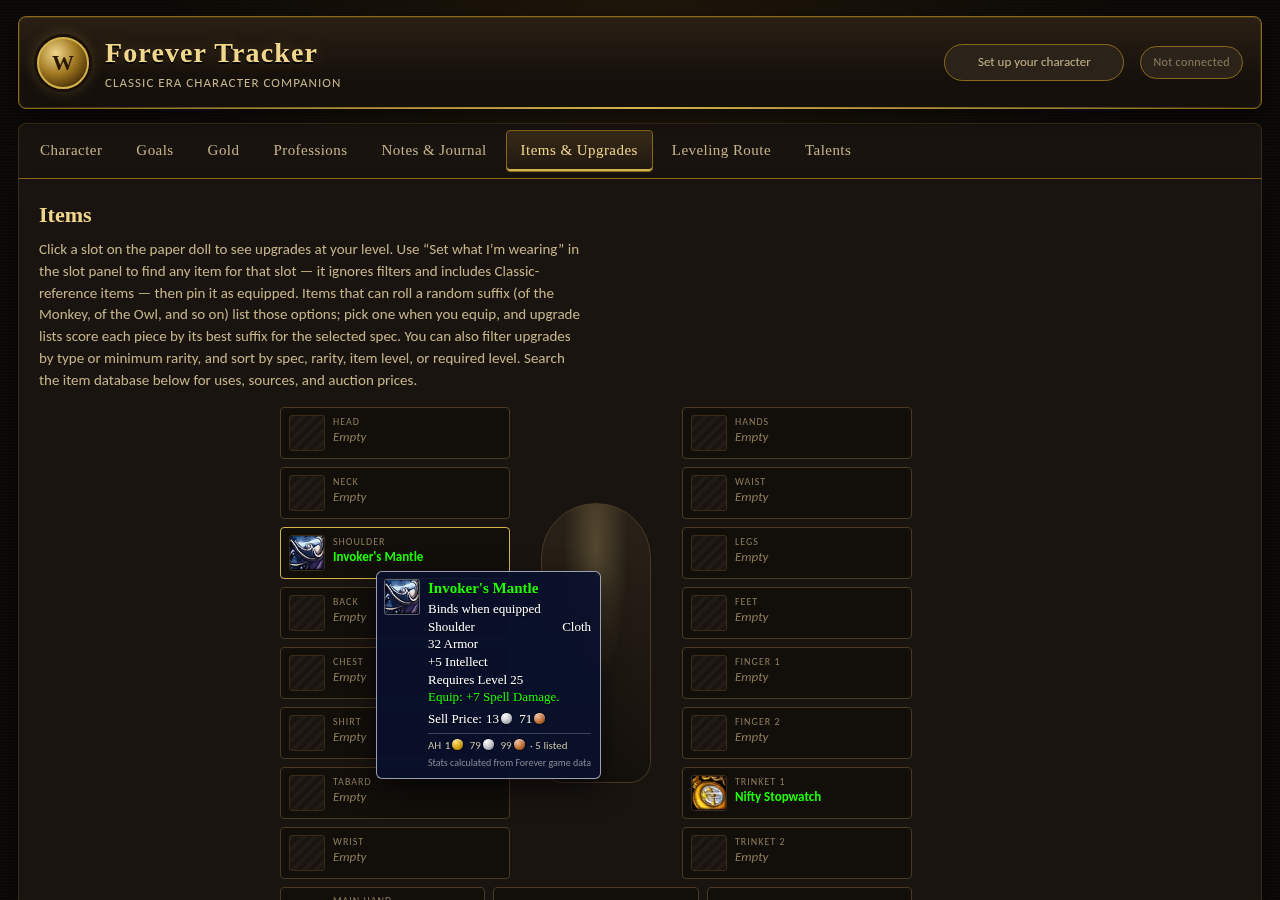 W
Forever Tracker
CLASSIC ERA CHARACTER COMPANION
Set up your character
Not connected
Character
Goals
Gold
Professions
Notes & Journal
Items & Upgrades
Leveling Route
Talents
Items
Click a slot on the paper doll to see upgrades at your level. Use “Set what I’m wearing” in
the slot panel to find any item for that slot — it ignores filters and includes Classic-
reference items — then pin it as equipped. Items that can roll a random suffix (of the
Monkey, of the Owl, and so on) list those options; pick one when you equip, and upgrade
lists score each piece by its best suffix for the selected spec. You can also filter upgrades
by type or minimum rarity, and sort by spec, rarity, item level, or required level. Search
the item database below for uses, sources, and auction prices.
HEAD
Empty
NECK
Empty
SHOULDER
Invoker's Mantle
BACK
Empty
CHEST
Empty
SHIRT
Empty
TABARD
Empty
WRIST
Empty
Invoker's Mantle
Binds when equipped
Shoulder Cloth
32 Armor
+5 Intellect
Requires Level 25
Equip: +7 Spell Damage.
Sell Price: 13 71
AH 1 79 99 · 5 listed
Stats calculated from Forever game data
HANDS
Empty
WAIST
Empty
LEGS
Empty
FEET
Empty
FINGER 1
Empty
FINGER 2
Empty
TRINKET 1
Nifty Stopwatch
TRINKET 2
Empty
MAIN HAND